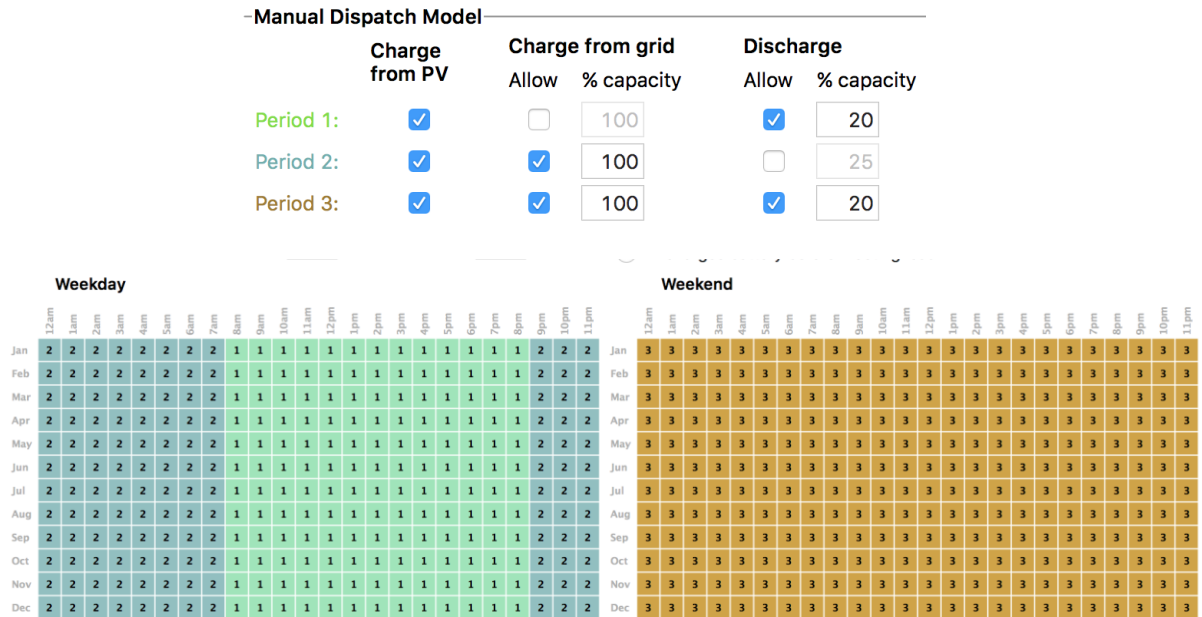 Manual Dispatch Model
Charge from PV Charge from grid Discharge
Allow % capacity Allow % capacity
Period 1: 100 20
Period 2: 100 25
Period 3: 100 20
Weekday Weekend
12am 1am 2am 3am 4am 5am 6am 7am 8am 9am 10am 11am 12pm 1pm 2pm 3pm 4pm 5pm 6pm 7pm 8pm 9pm 10pm 11pm 12am 1am 2am 3am 4am 5am 6am 7am 8am 9am 10am 11am 12pm 1pm 2pm 3pm 4pm 5pm 6pm 7pm 8pm 9pm 10pm 11pm
Jan 2 2 2 2 2 2 2 2 1 1 1 1 1 1 1 1 1 1 1 1 1 2 2 2 Jan 3 3 3 3 3 3 3 3 3 3 3 3 3 3 3 3 3 3 3 3 3 3 3 3
Feb 2 2 2 2 2 2 2 2 1 1 1 1 1 1 1 1 1 1 1 1 1 2 2 2 Feb 3 3 3 3 3 3 3 3 3 3 3 3 3 3 3 3 3 3 3 3 3 3 3 3
Mar 2 2 2 2 2 2 2 2 1 1 1 1 1 1 1 1 1 1 1 1 1 2 2 2 Mar 3 3 3 3 3 3 3 3 3 3 3 3 3 3 3 3 3 3 3 3 3 3 3 3
Apr 2 2 2 2 2 2 2 2 1 1 1 1 1 1 1 1 1 1 1 1 1 2 2 2 Apr 3 3 3 3 3 3 3 3 3 3 3 3 3 3 3 3 3 3 3 3 3 3 3 3
May 2 2 2 2 2 2 2 2 1 1 1 1 1 1 1 1 1 1 1 1 1 2 2 2 May 3 3 3 3 3 3 3 3 3 3 3 3 3 3 3 3 3 3 3 3 3 3 3 3
Jun 2 2 2 2 2 2 2 2 1 1 1 1 1 1 1 1 1 1 1 1 1 2 2 2 Jun 3 3 3 3 3 3 3 3 3 3 3 3 3 3 3 3 3 3 3 3 3 3 3 3
Jul 2 2 2 2 2 2 2 2 1 1 1 1 1 1 1 1 1 1 1 1 1 2 2 2 Jul 3 3 3 3 3 3 3 3 3 3 3 3 3 3 3 3 3 3 3 3 3 3 3 3
Aug 2 2 2 2 2 2 2 2 1 1 1 1 1 1 1 1 1 1 1 1 1 2 2 2 Aug 3 3 3 3 3 3 3 3 3 3 3 3 3 3 3 3 3 3 3 3 3 3 3 3
Sep 2 2 2 2 2 2 2 2 1 1 1 1 1 1 1 1 1 1 1 1 1 2 2 2 Sep 3 3 3 3 3 3 3 3 3 3 3 3 3 3 3 3 3 3 3 3 3 3 3 3
Oct 2 2 2 2 2 2 2 2 1 1 1 1 1 1 1 1 1 1 1 1 1 2 2 2 Oct 3 3 3 3 3 3 3 3 3 3 3 3 3 3 3 3 3 3 3 3 3 3 3 3
Nov 2 2 2 2 2 2 2 2 1 1 1 1 1 1 1 1 1 1 1 1 1 2 2 2 Nov 3 3 3 3 3 3 3 3 3 3 3 3 3 3 3 3 3 3 3 3 3 3 3 3
Dec 2 2 2 2 2 2 2 2 1 1 1 1 1 1 1 1 1 1 1 1 1 2 2 2 Dec 3 3 3 3 3 3 3 3 3 3 3 3 3 3 3 3 3 3 3 3 3 3 3 3